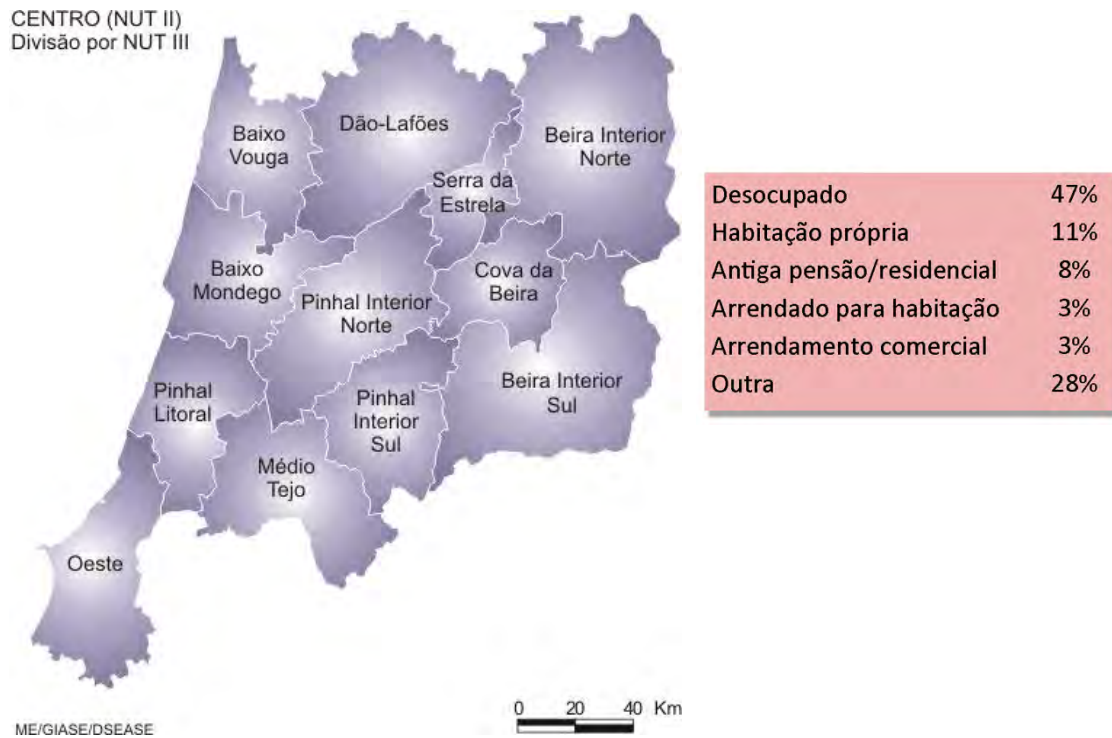 CENTRO (NUT II)
Divisão por NUT III
Baixo
Vouga
Dão-Lafões
Beira Interior
Norte
Serra da
Estrela
Baixo
Mondego
Pinhal Interior
Norte
Cova da
Beira
Pinhal
Litoral
Pinhal
Interior
Sul
Beira Interior
Sul
Médio
Tejo
Oeste
0 20 40 Km
ME/GIASE/DSEASE
Desocupado 47%
Habitação própria 11%
Antiga pensão/residencial 8%
Arrendado para habitação 3%
Arrendamento comercial 3%
Outra 28%